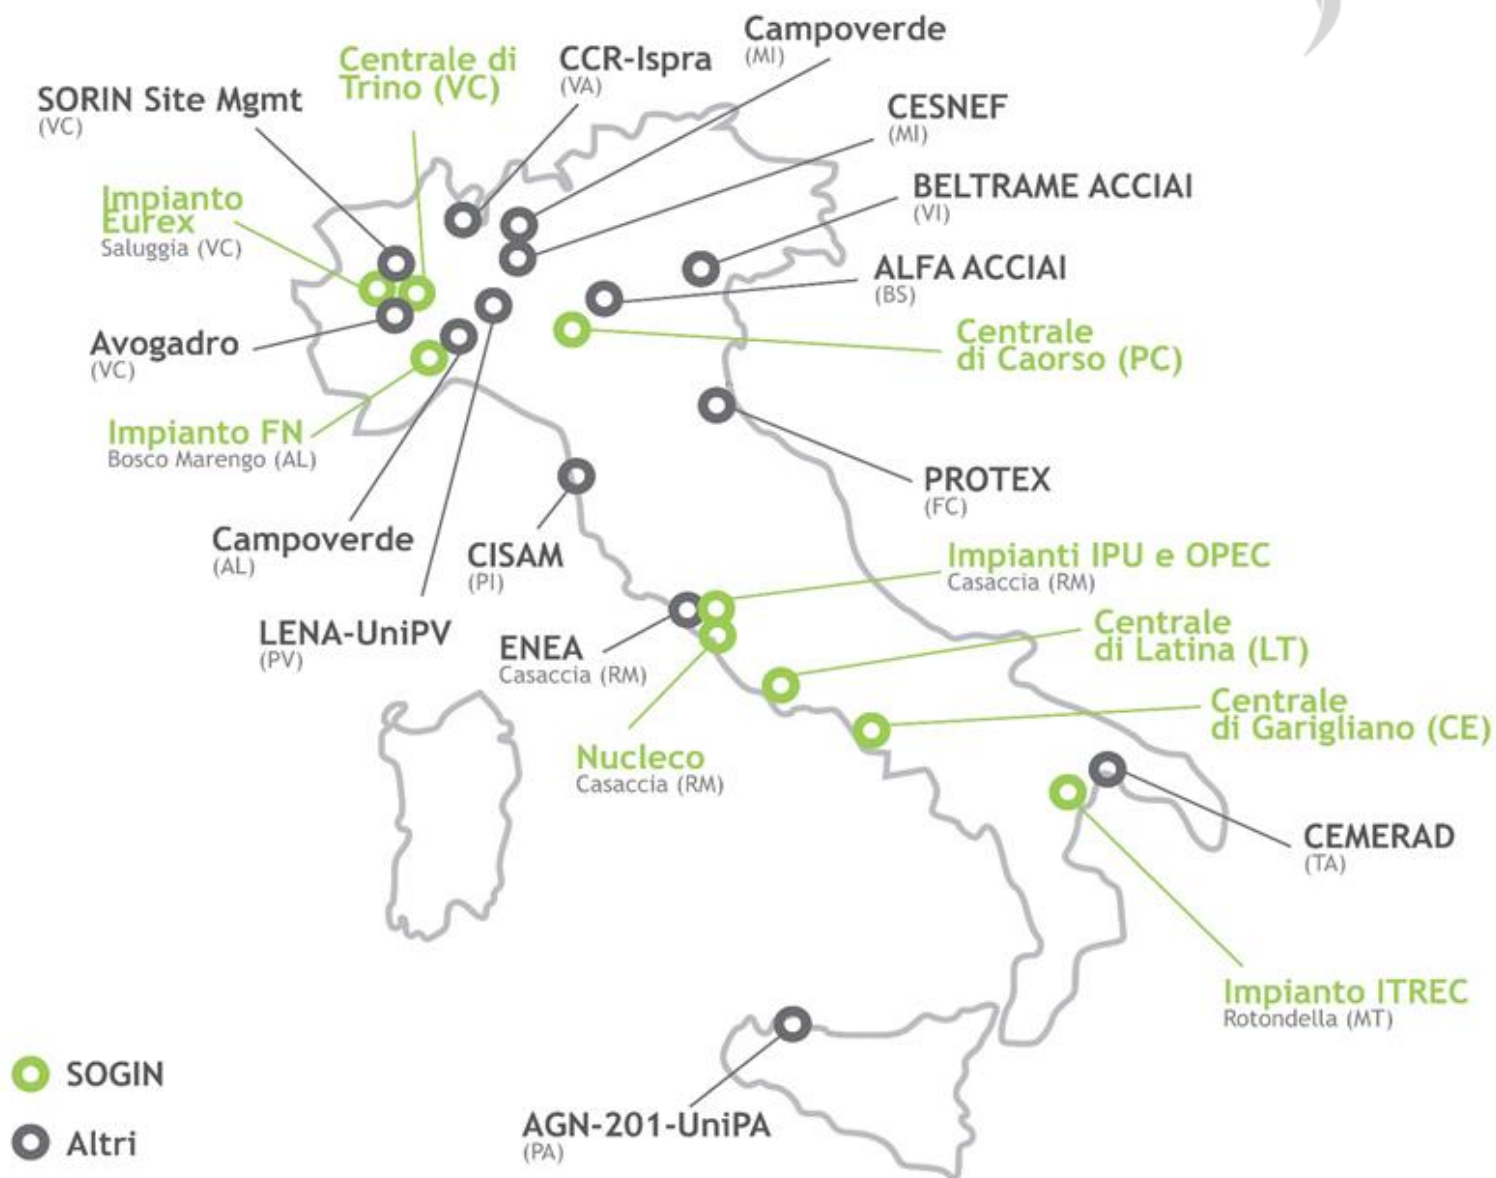 Campoverde
(MI)
Centrale di
Trino (VC)
CCR-Ispra
(VA)
SORIN Site Mgmt
(VC)
CESNEF
(MI)
BELTRAME ACCIAI
(VI)
Impianto
Eurex
Saluggia (VC)
ALFA ACCIAI
(BS)
Avogadro
(VC)
Centrale
di Caorso (PC)
Impianto FN
Bosco Marengo (AL)
PROTEX
(FC)
Campoverde
(AL)
CISAM
(PI)
Impianti IPU e OPEC
Casaccia (RM)
LENA-UniPV
(PV)
ENEA
Casaccia (RM)
Centrale
di Latina (LT)
Centrale
di Garigliano (CE)
Nucleco
Casaccia (RM)
CEMERAD
(TA)
Impianto ITREC
Rotondella (MT)
SOGIN
Altri
AGN-201-UniPA
(PA)